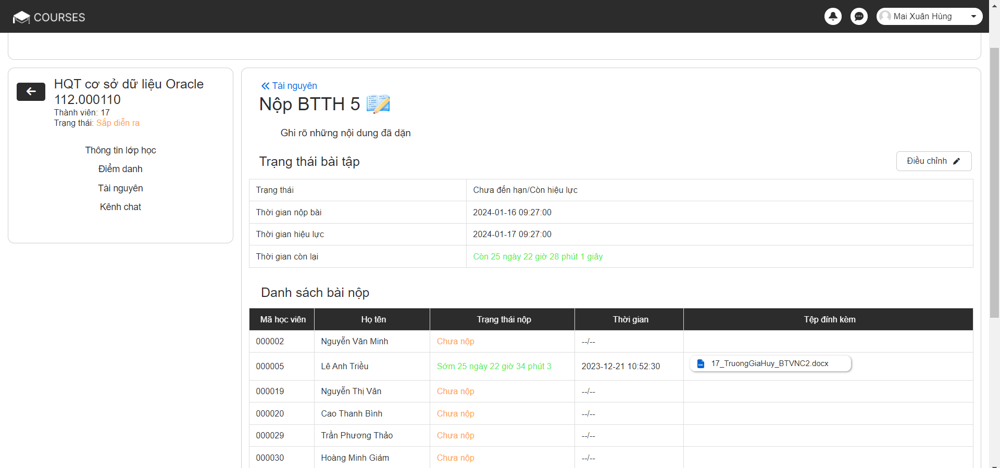 COURSES
Mai Xuân Hùng
HQT cơ sở dữ liệu Oracle
112.000110
Thành viên: 17
Trạng thái: Sắp diễn ra
Thông tin lớp học
Điểm danh
Tài nguyên
Kênh chat
Tài nguyên
Nộp BTTH 5
Ghi rõ những nội dung đã dặn
Trạng thái bài tập
Điều chỉnh
Trạng thái Chưa đến hạn/Còn hiệu lực
Thời gian nộp bài 2024-01-16 09:27:00
Thời gian hiệu lực 2024-01-17 09:27:00
Thời gian còn lại Còn 25 ngày 22 giờ 28 phút 1 giây
Danh sách bài nộp
Mã học viên Họ tên Trạng thái nộp Thời gian Tệp đính kèm
000002 Nguyễn Văn Minh Chưa nộp --/--
000005 Lê Anh Triều Sớm 25 ngày 22 giờ 34 phút 3 2023-12-21 10:52:30 17_TruongGiaHuy_BTVNC2.docx
000019 Nguyễn Thị Vân Chưa nộp --/--
000020 Cao Thanh Bình Chưa nộp --/--
000029 Trần Phương Thảo Chưa nộp --/--
000030 Hoàng Minh Giám Chưa nộp --/--